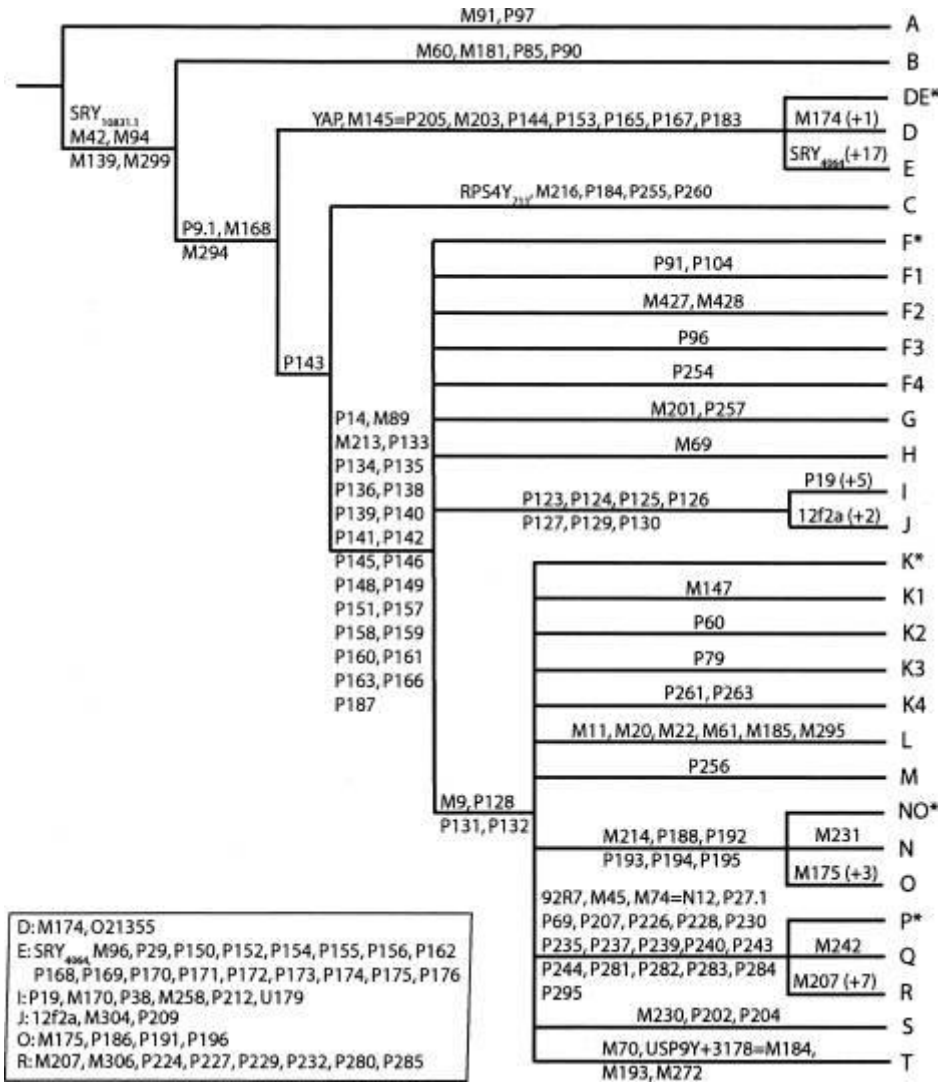 M91, P97
A
M60, M181, P85, P90
B
SRY10831.1
M42, M94
M139, M299
DE*
YAP, M145=P205, M203, P144, P153, P165, P167, P183
M174 (+1)
D
SRY4064(+17)
E
RPS4Y711, M216, P184, P255, P260
C
P9.1, M168
M294
F*
P91, P104
F1
M427, M428
F2
P96
F3
P143
P254
F4
P14, M89
M213, P133
P134, P135
P136, P138
P139, P140
P141, P142
P145, P146
P148, P149
P151, P157
P158, P159
P160, P161
P163, P166
P187
M201, P257
G
M69
H
P19 (+5)
I
P123, P124, P125, P126
P127, P129, P130
12f2a (+2)
J
K*
M147
K1
P60
K2
P79
K3
P261, P263
K4
M11, M20, M22, M61, M185, M295
L
P256
M
M9, P128
P131, P132
NO*
M214, P188, P192
P193, P194, P195
M231
N
M175 (+3)
O
92R7, M45, M74=N12, P27.1
P69, P207, P226, P228, P230
P235, P237, P239, P240, P243
P244, P281, P282, P283, P284
P295
P*
M242
Q
M207 (+7)
R
M230, P202, P204
S
M70, USP9Y+3178=M184,
M193, M272
T
D: M174, O21355
E: SRY4064, M96, P29, P150, P152, P154, P155, P156, P162
P168, P169, P170, P171, P172, P173, P174, P175, P176
I: P19, M170, P38, M258, P212, U179
J: 12f2a, M304, P209
O: M175, P186, P191, P196
R: M207, M306, P224, P227, P229, P232, P280, P285